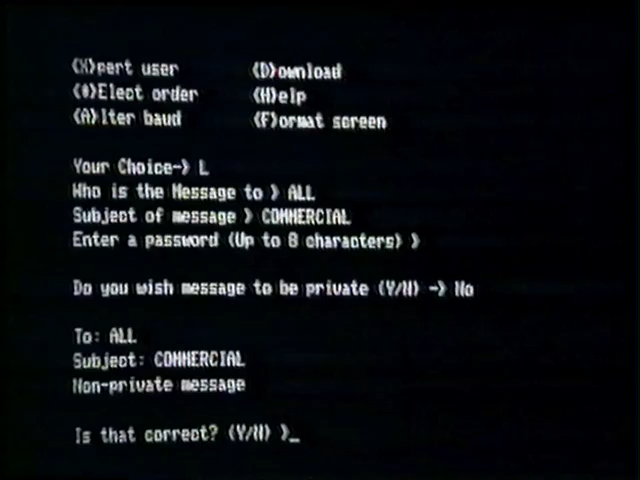 (X)pert user (D)ownload
(*)Elect order (H)elp
(A)lter baud (F)ormat screen
Your Choice-> L
Who is the Message to > ALL
Subject of message > COMMERCIAL
Enter a password (Up to 8 characters) >
Do you wish message to be private (Y/N) -> No
To: ALL
Subject: COMMERCIAL
Non-private message
Is that correct? (Y/N) >_